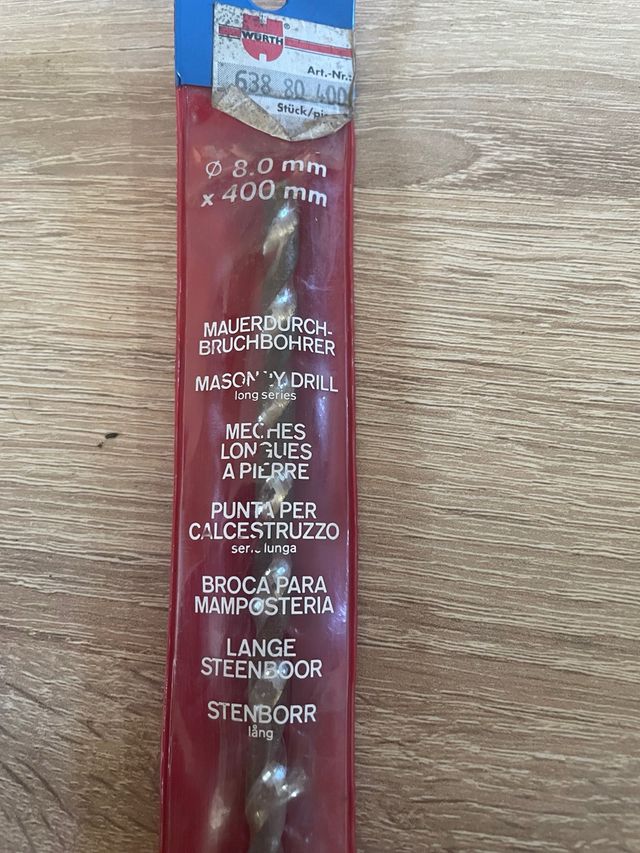 WÜRTH
®
Art.-Nr.:
638 80 400
Stück/
Ø 8.0 mm
x 400 mm
MAUERDURCH-
BRUCHBOHRER
MASONRY DRILL
long series
MECHES
LONGUES
A PIERRE
PUNTA PER
CALCESTRUZZO
serie lunga
BROCA PARA
MAMPOSTERIA
LANGE
STEENBOOR
STENBORR
lång